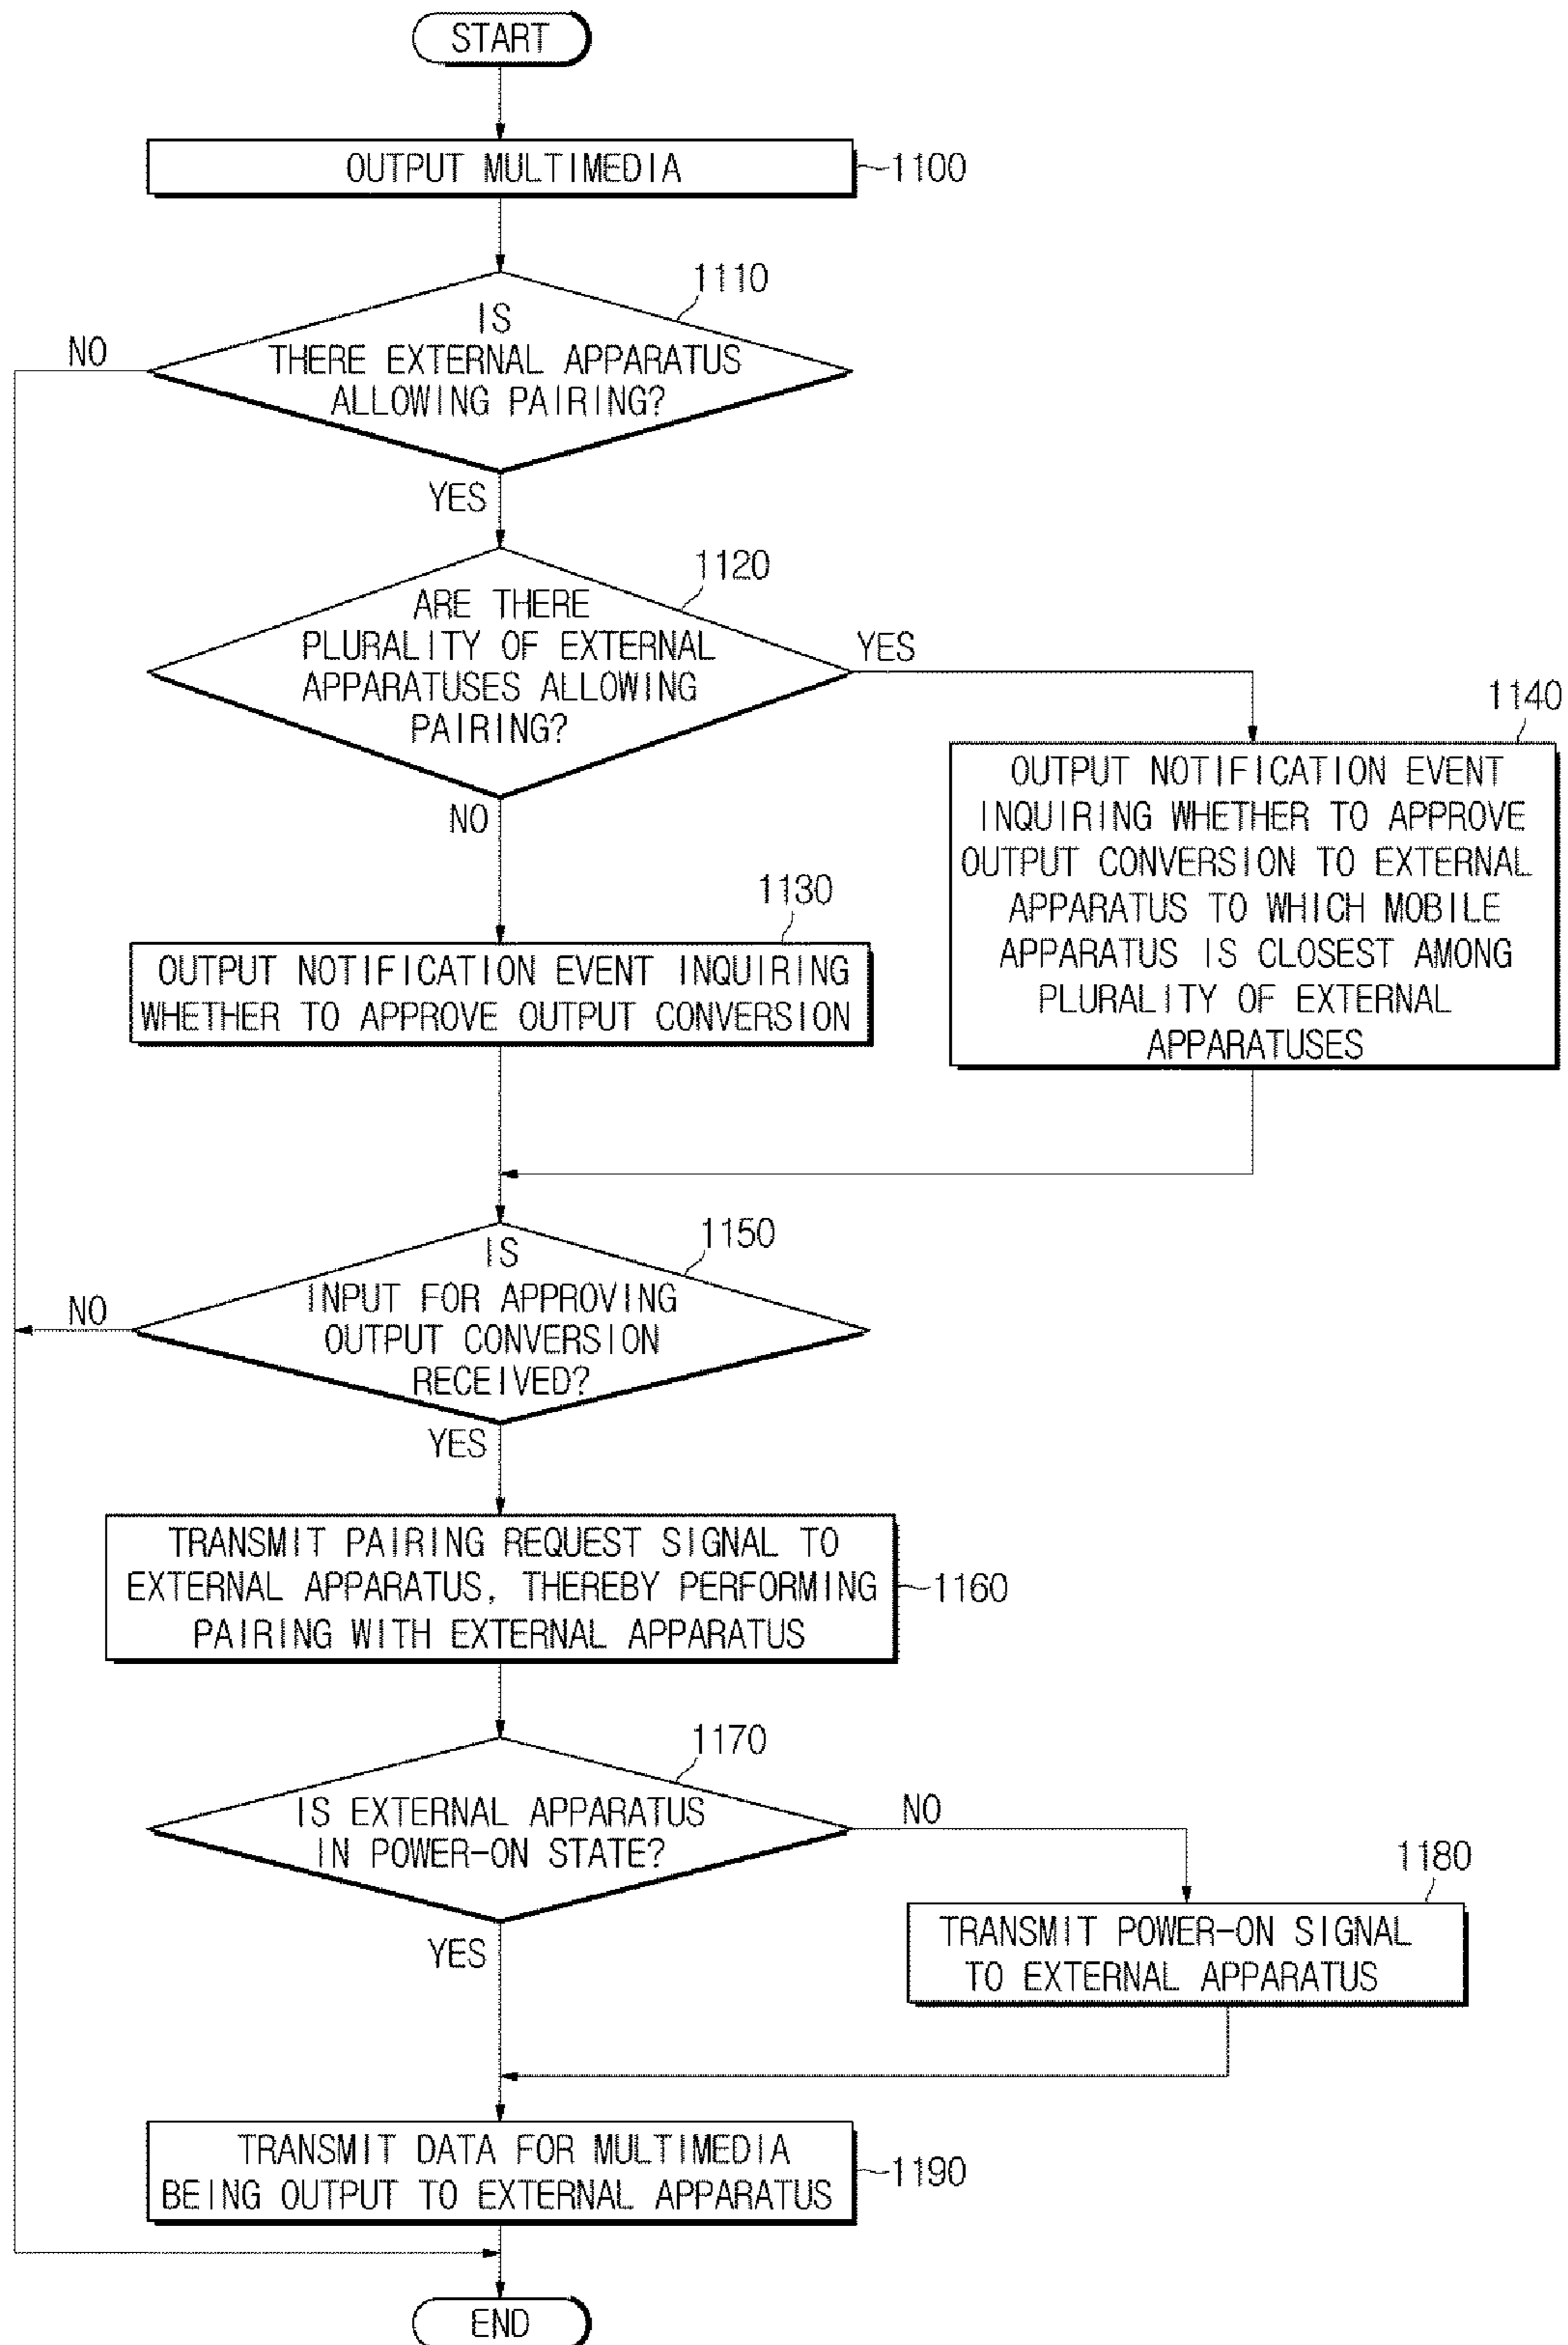 START
OUTPUT MULTIMEDIA
1100
1110
IS
THERE EXTERNAL APPARATUS
ALLOWING PAIRING?
NO
YES
1120
ARE THERE
PLURALITY OF EXTERNAL
APPARATUSES ALLOWING
PAIRING?
YES
NO
1140
OUTPUT NOTIFICATION EVENT
INQUIRING WHETHER TO APPROVE
OUTPUT CONVERSION TO EXTERNAL
APPARATUS TO WHICH MOBILE
APPARATUS IS CLOSEST AMONG
PLURALITY OF EXTERNAL
APPARATUSES
1130
OUTPUT NOTIFICATION EVENT INQUIRING
WHETHER TO APPROVE OUTPUT CONVERSION
1150
IS
INPUT FOR APPROVING
OUTPUT CONVERSION
RECEIVED?
NO
YES
TRANSMIT PAIRING REQUEST SIGNAL TO
EXTERNAL APPARATUS, THEREBY PERFORMING
PAIRING WITH EXTERNAL APPARATUS
1160
1170
IS EXTERNAL APPARATUS
IN POWER-ON STATE?
NO
YES
1180
TRANSMIT POWER-ON SIGNAL
TO EXTERNAL APPARATUS
TRANSMIT DATA FOR MULTIMEDIA
BEING OUTPUT TO EXTERNAL APPARATUS
1190
END